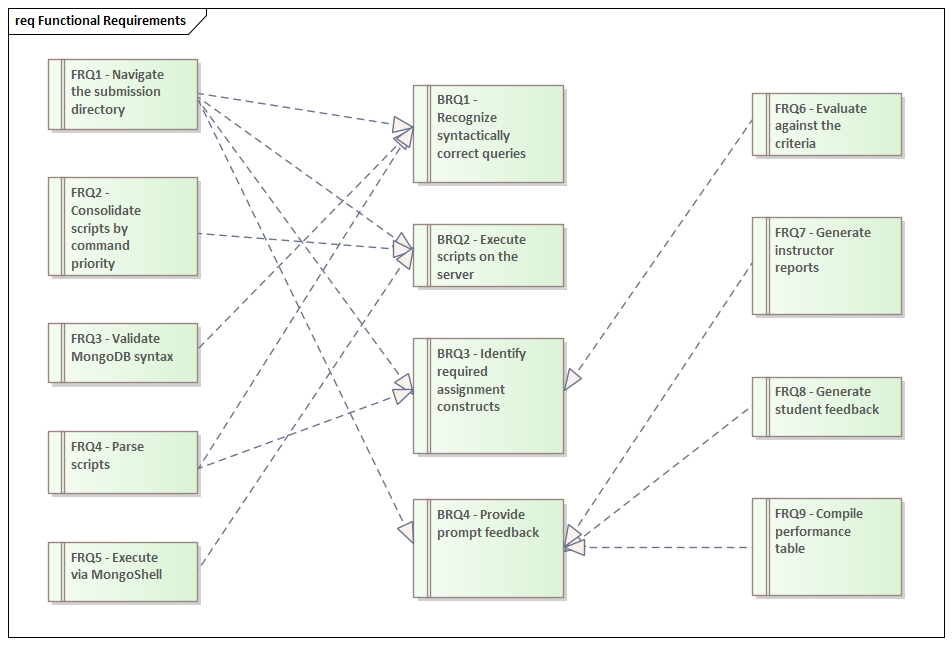 req Functional Requirements
FRQ1 - Navigate
the submission
directory
FRQ2 -
Consolidate
scripts by
command
priority
FRQ3 - Validate
MongoDB syntax
FRQ4 - Parse
scripts
FRQ5 - Execute
via MongoShell
BRQ1 -
Recognize
syntactically
correct queries
BRQ2 - Execute
scripts on the
server
BRQ3 - Identify
required
assignment
constructs
BRQ4 - Provide
prompt feedback
FRQ6 - Evaluate
against the
criteria
FRQ7 - Generate
instructor
reports
FRQ8 - Generate
student feedback
FRQ9 - Compile
performance
table